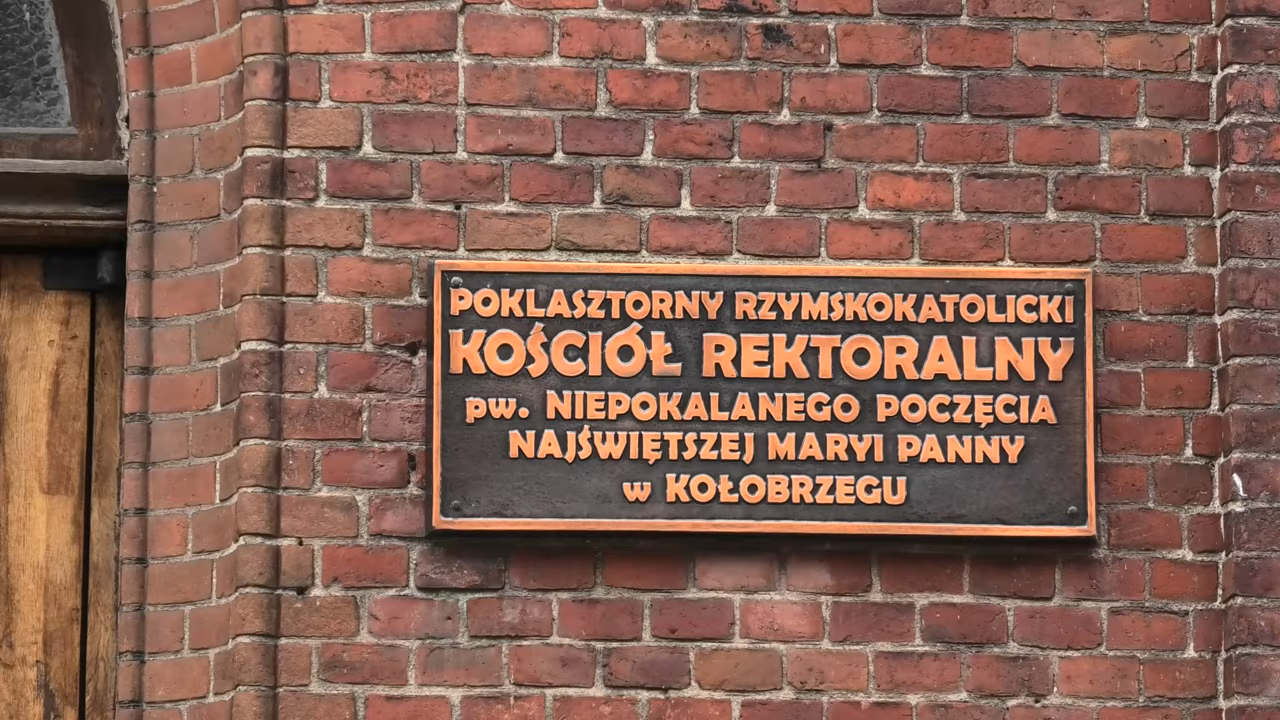 POKLASZTORNY RZYMSKOKATOLICKI
KOŚCIÓŁ REKTORALNY
pw. NIEPOKALANEGO POCZĘCIA
NAJŚWIĘTSZEJ MARYI PANNY
w KOŁOBRZEGU